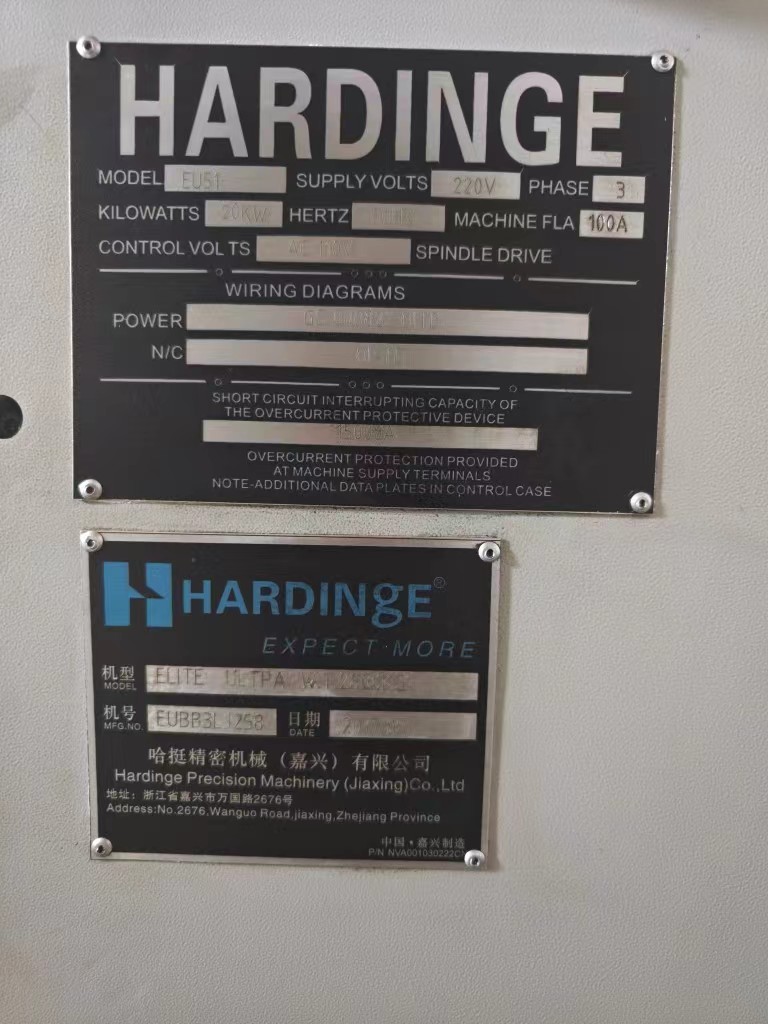 HARDINGE
MODEL EU51 SUPPLY VOLTS 220V PHASE 3
KILOWATTS 20KW HERTZ MACHINE FLA 100A
CONTROL VOLTS SPINDLE DRIVE
WIRING DIAGRAMS
POWER
N/C
SHORT CIRCUIT INTERRUPTING CAPACITY OF
THE OVERCURRENT PROTECTIVE DEVICE
OVERCURRENT PROTECTION PROVIDED
AT MACHINE SUPPLY TERMINALS
NOTE-ADDITIONAL DATA PLATES IN CONTROL CASE
HARDINGE®
EXPECT·MORE
机型 ELITE ULTRA
MODEL
机号 日期
MFG.NO. DATE
哈挺精密机械（嘉兴）有限公司
Hardinge Precision Machinery (Jiaxing)Co.,Ltd
地址：浙江省嘉兴市万国路2676号
Address:No.2676,Wanguo Road,jiaxing,Zhejiang Province
中国·嘉兴制造
P/N